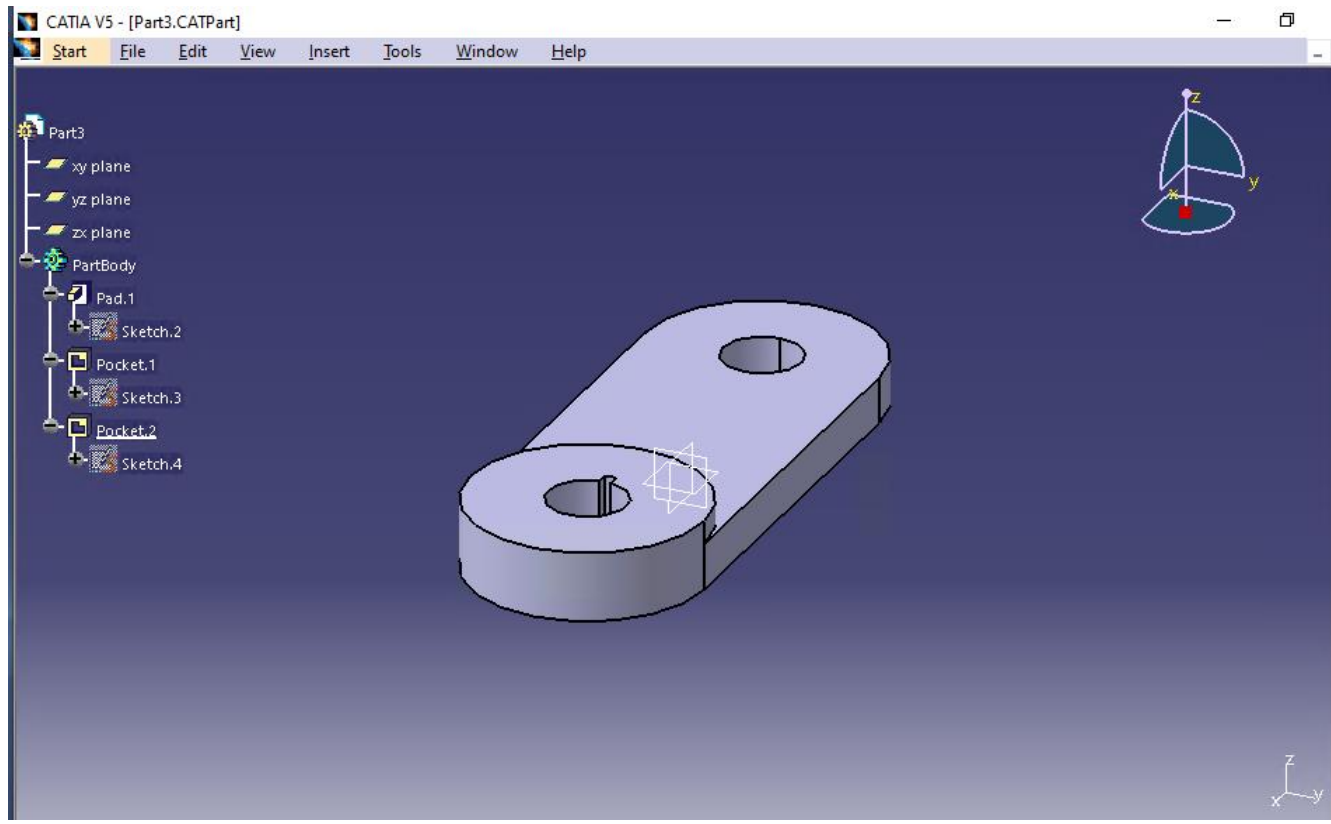 CATIA V5 - [Part3.CATPart]
Start File Edit View Insert Tools Window Help
Part3
xy plane
yz plane
zx plane
PartBody
Pad.1
Sketch.2
Pocket.1
Sketch.3
Pocket.2
Sketch.4
z
y
x
z
x
y